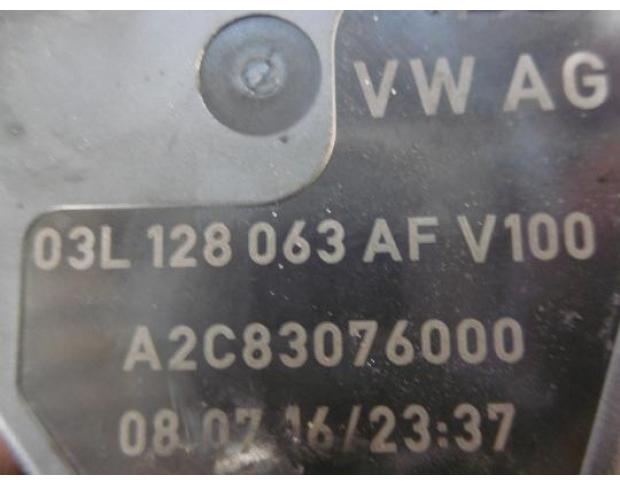 VW AG
03L 128 063 AF V100
A2C83076000
08.07.16/23:37